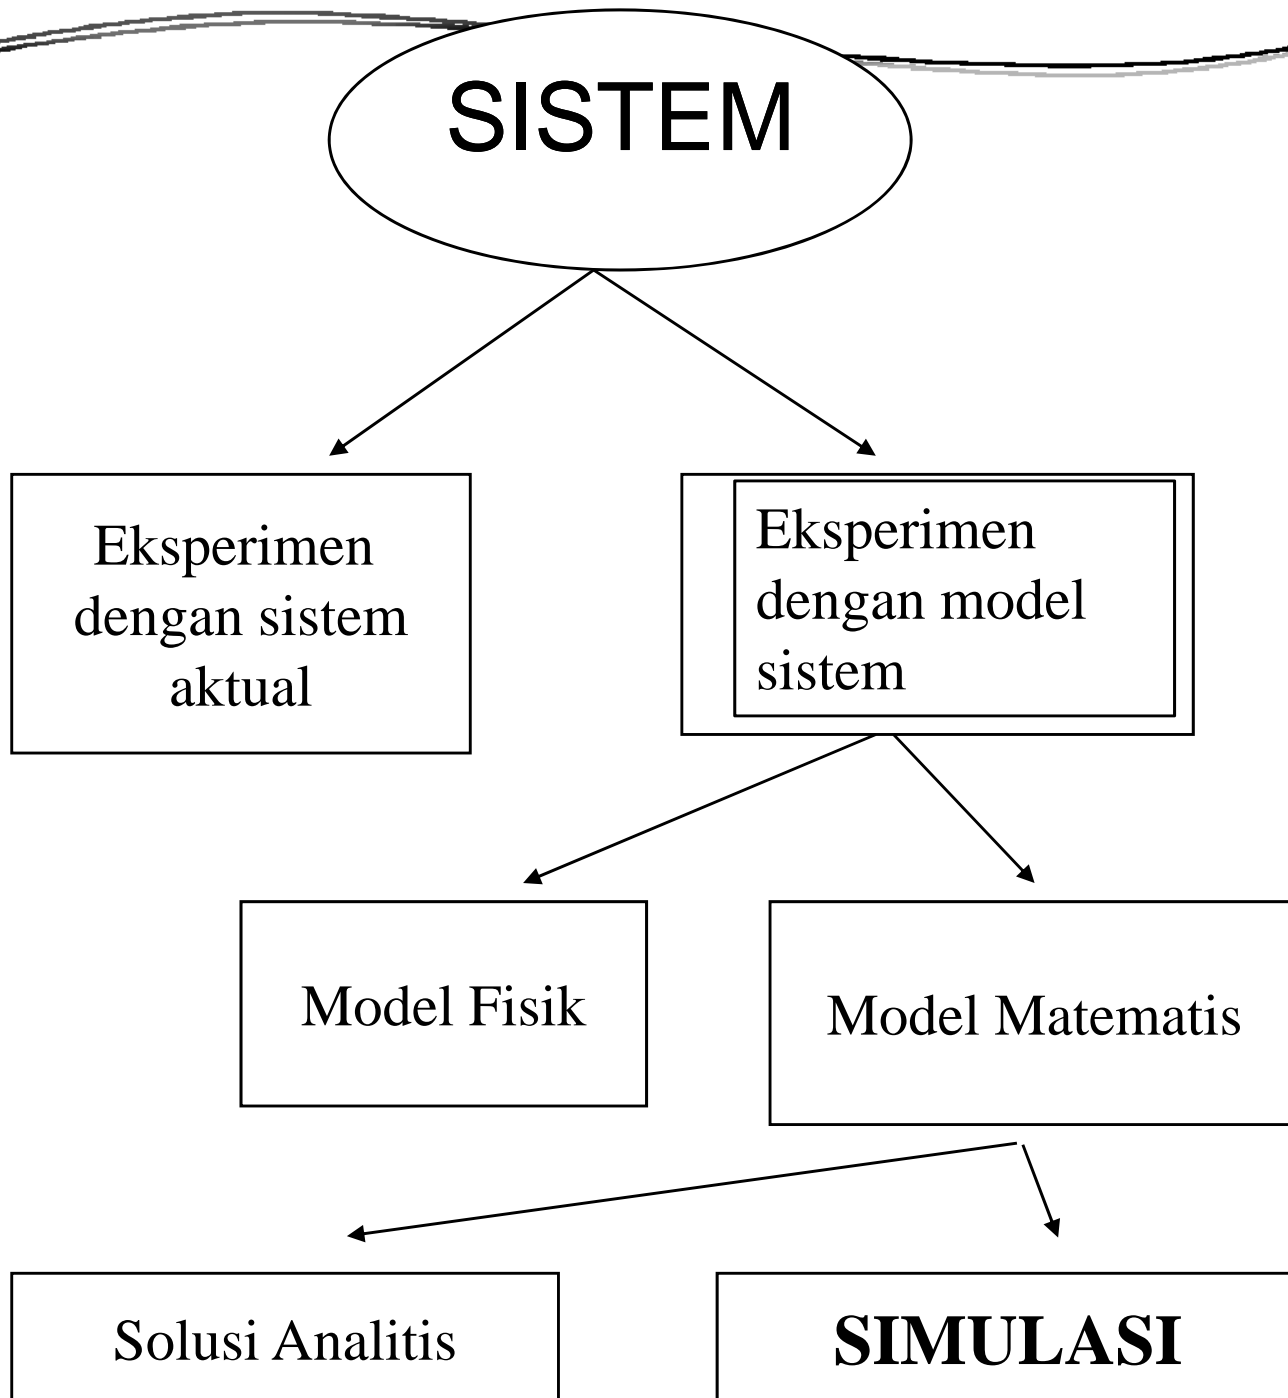 SISTEM
Eksperimen
dengan sistem
aktual
Eksperimen
dengan model
sistem
Model Fisik
Model Matematis
Solusi Analitis
SIMULASI